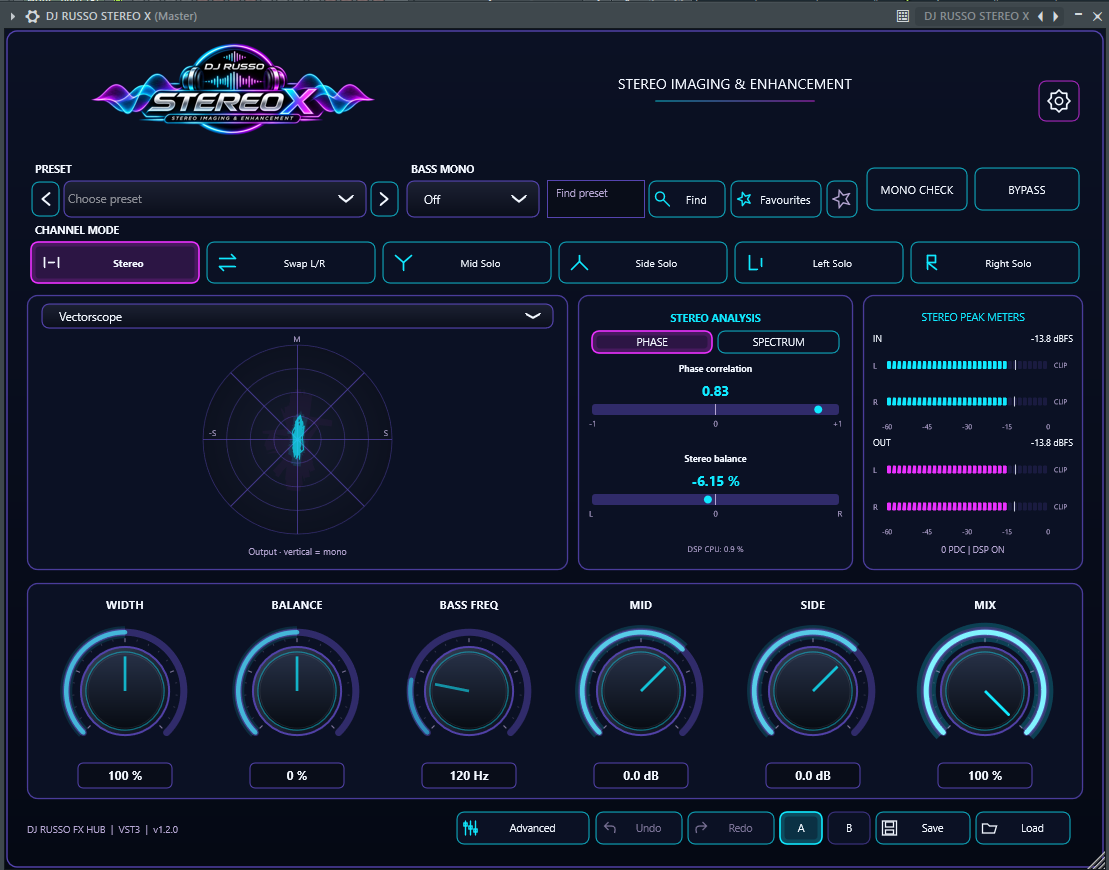 DJ RUSSO STEREO X (Master)
DJ RUSSO STEREO X
DJ RUSSO
STEREO X
STEREO IMAGING & ENHANCEMENT
STEREO IMAGING & ENHANCEMENT
PRESET
BASS MONO
Choose preset
Off
Find preset
Find
Favourites
MONO CHECK
BYPASS
CHANNEL MODE
Stereo
Swap L/R
Mid Solo
Side Solo
L Left Solo
R Right Solo
Vectorscope
M
-S
S
Output · vertical = mono
STEREO ANALYSIS
PHASE
SPECTRUM
Phase correlation
0.83
-1 0 +1
Stereo balance
-6.15 %
L 0 R
DSP CPU: 0.9 %
STEREO PEAK METERS
IN -13.8 dBFS
L CLIP
R CLIP
-60 -45 -30 -15 0
OUT -13.8 dBFS
L CLIP
R CLIP
-60 -45 -30 -15 0
0 PDC | DSP ON
WIDTH
BALANCE
BASS FREQ
MID
SIDE
MIX
100 %
0 %
120 Hz
0.0 dB
0.0 dB
100 %
DJ RUSSO FX HUB | VST3 | v1.2.0
Advanced
Undo
Redo
A
B
Save
Load